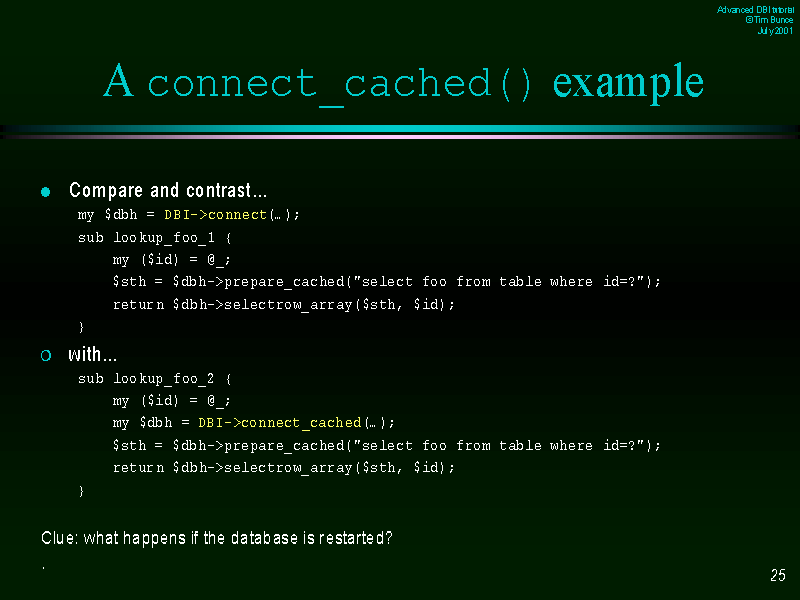 Advanced DBI tutorial
©Tim Bunce
July 2001
A connect_cached() example
Compare and contrast...
my $dbh = DBI->connect(…);
sub lookup_foo_1 {
my ($id) = @_;
$sth = $dbh->prepare_cached("select foo from table where id=?");
return $dbh->selectrow_array($sth, $id);
}
with...
sub lookup_foo_2 {
my ($id) = @_;
my $dbh = DBI->connect_cached(…);
$sth = $dbh->prepare_cached("select foo from table where id=?");
return $dbh->selectrow_array($sth, $id);
}
Clue: what happens if the database is restarted?
.
25